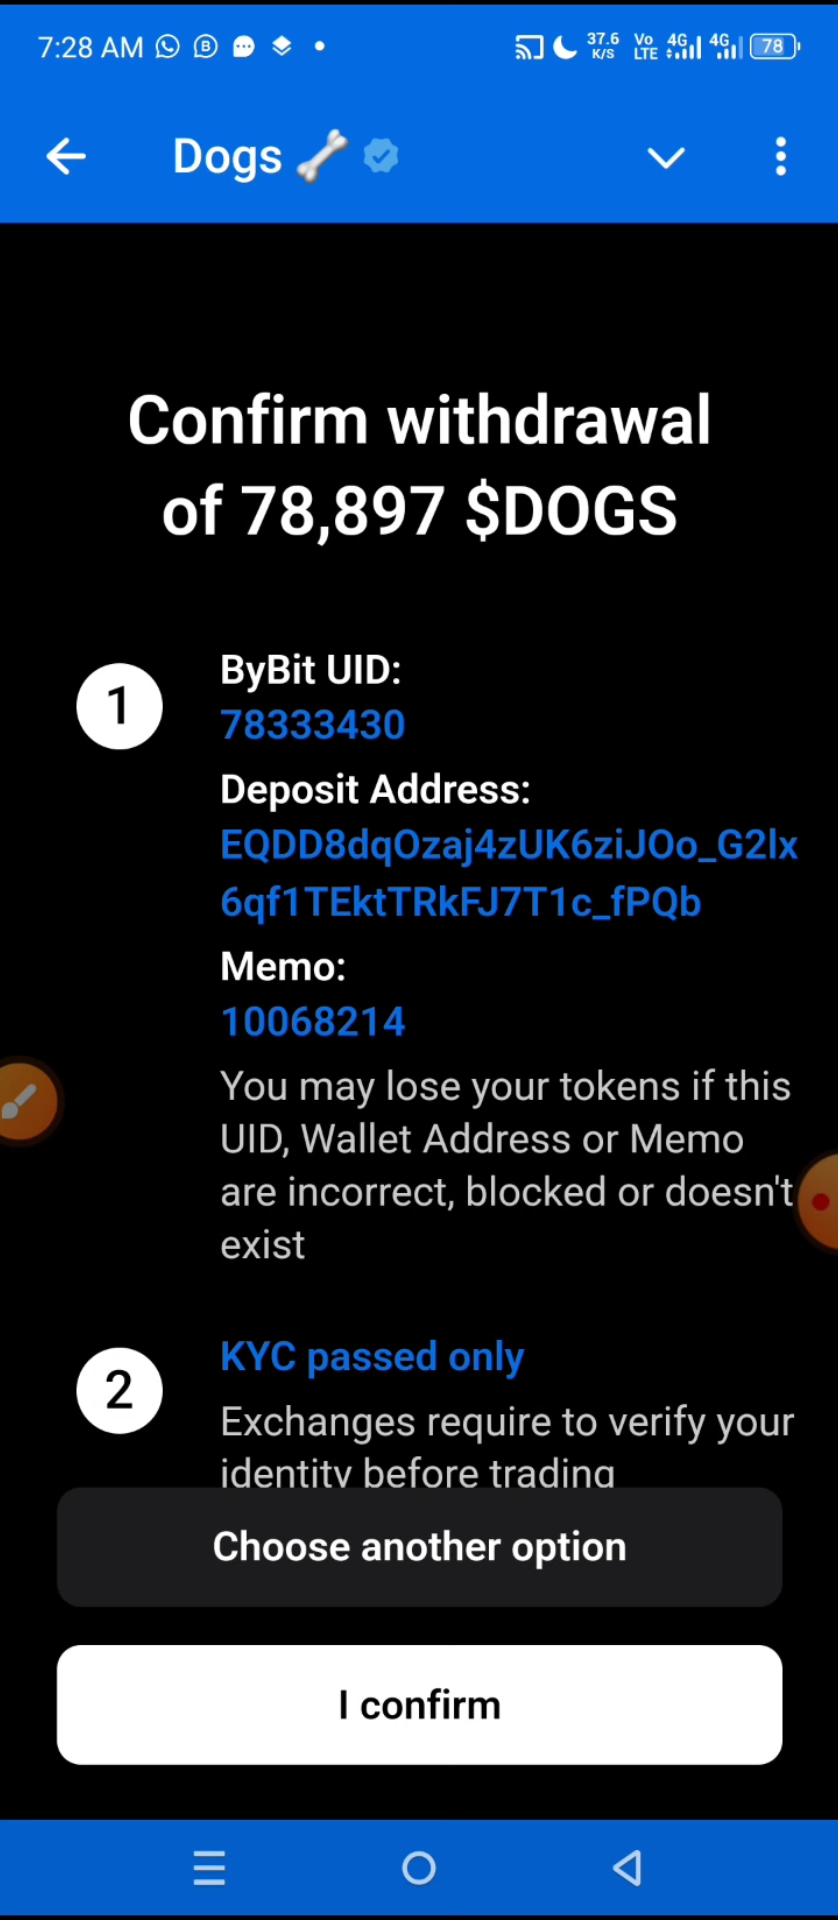 7:28 AM
37.6 K/S Vo LTE 4G 4G 78
Dogs
Confirm withdrawal
of 78,897 $DOGS
1
ByBit UID:
78333430
Deposit Address:
EQDD8dqOzaj4zUK6ziJOo_G2lx
6qf1TEktTRkFJ7T1c_fPQb
Memo:
10068214
You may lose your tokens if this
UID, Wallet Address or Memo
are incorrect, blocked or doesn't
exist
2
KYC passed only
Exchanges require to verify your
identity before trading
Choose another option
I confirm